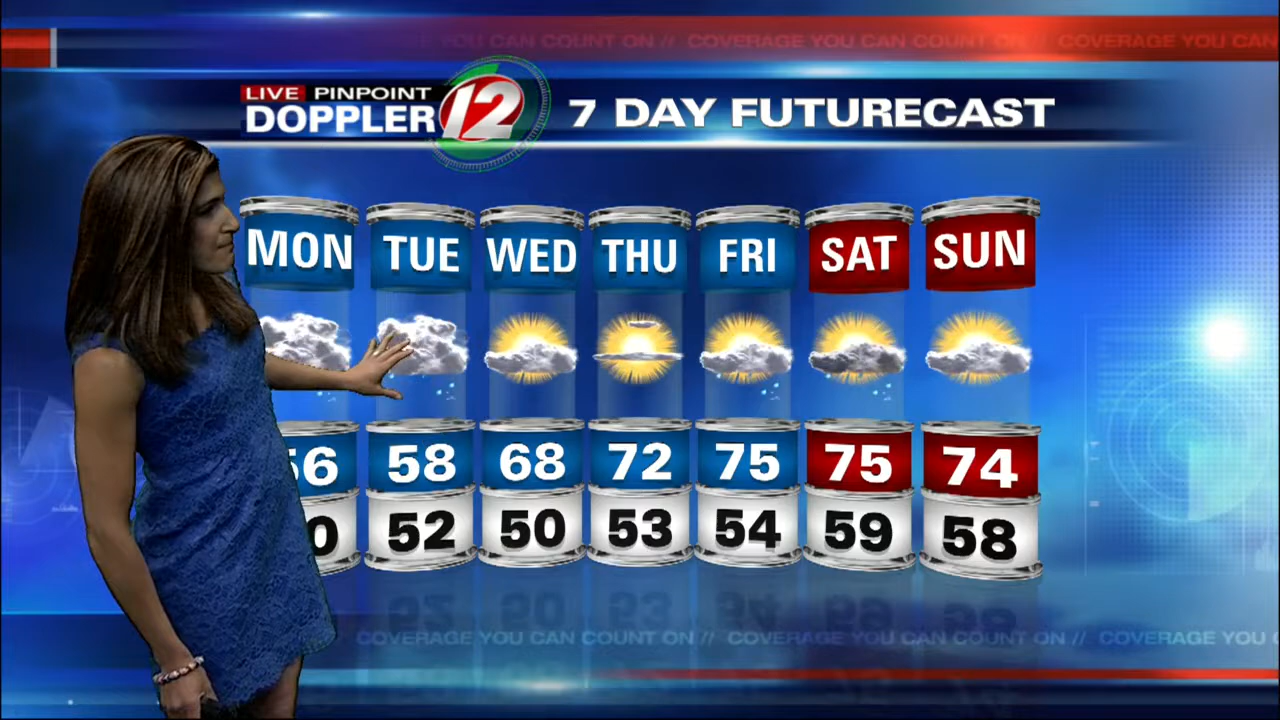 YOU CAN COUNT ON // COVERAGE YOU CAN COUNT ON // COVERAGE YOU CAN
LIVE PINPOINT
DOPPLER 12 7 DAY FUTURECAST
MON TUE WED THU FRI SAT SUN
56 58 68 72 75 75 74
0 52 50 53 54 59 58
COVERAGE YOU CAN COUNT ON // COVERAGE YOU CAN COUNT ON // COVERAGE YOU C